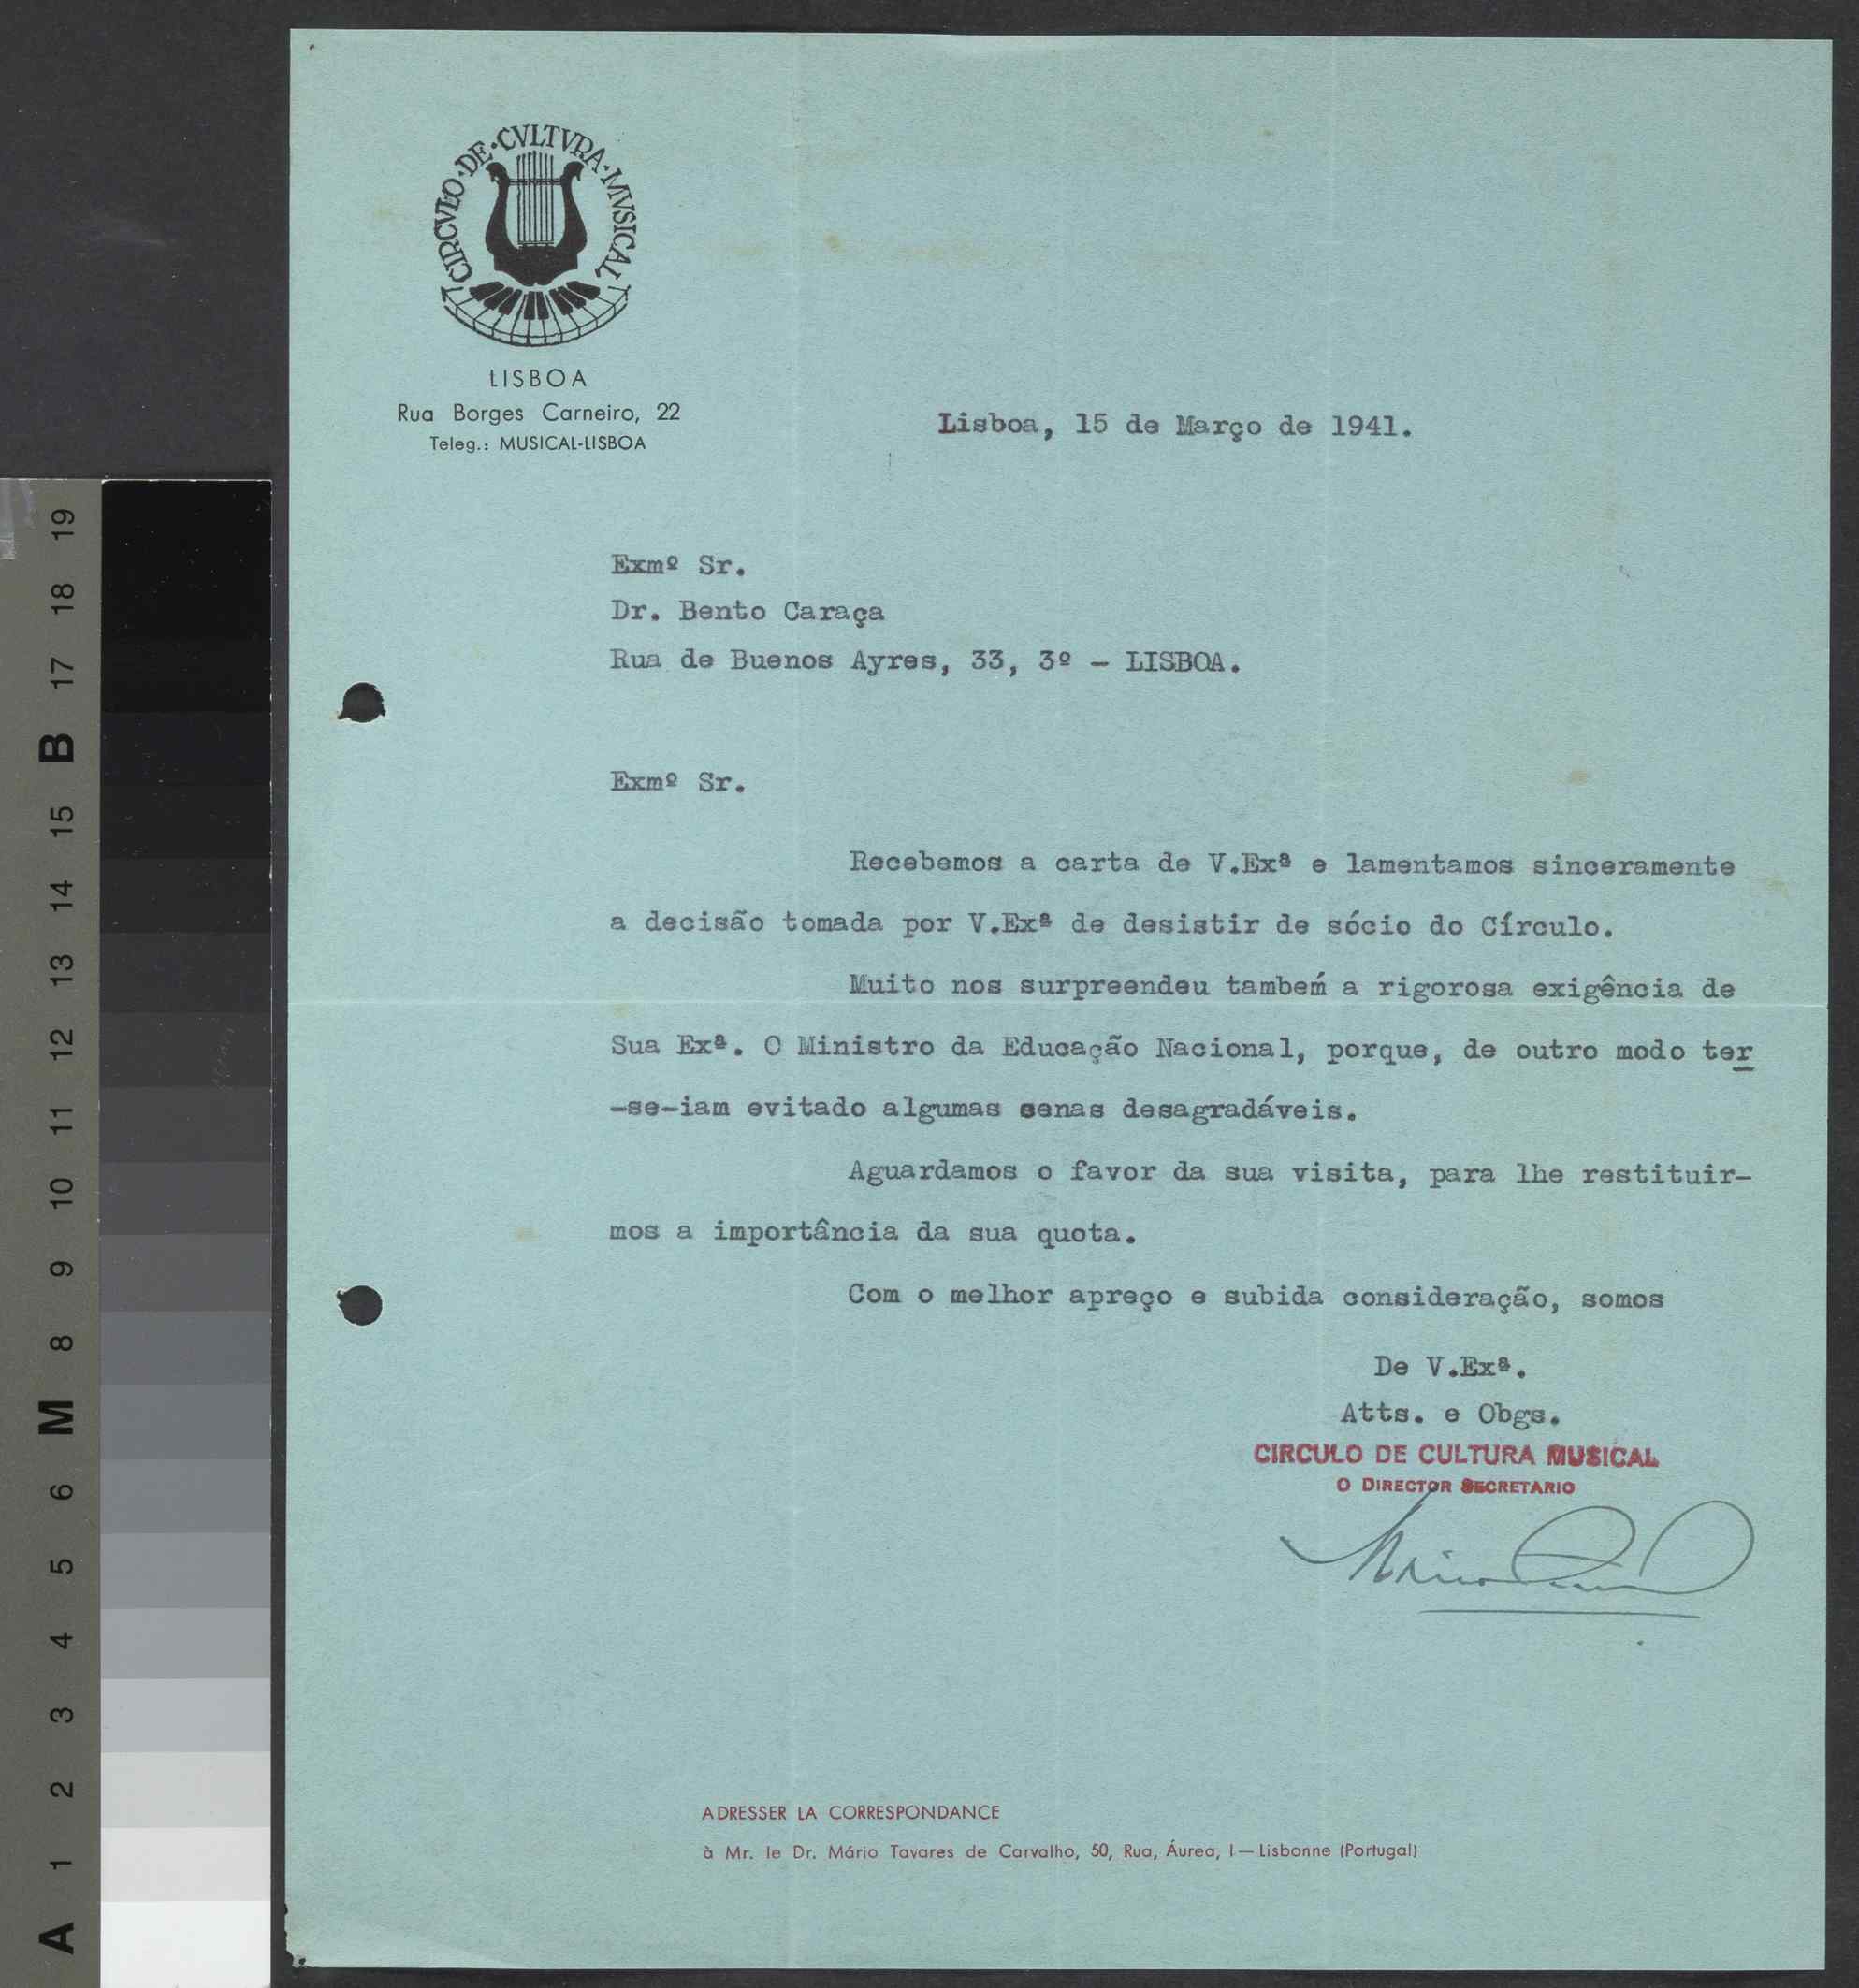 CIRCVLO·DE·CVLTVRA·MVSICAL
LISBOA
Rua Borges Carneiro, 22
Teleg.: MUSICAL-LISBOA
Lisboa, 15 de Março de 1941.
Exmº Sr.
Dr. Bento Caraça
Rua de Buenos Ayres, 33, 3º - LISBOA.
Exmº Sr.
Recebemos a carta de V.Exª e lamentamos sinceramente
a decisão tomada por V.Exª de desistir de sócio do Círculo.
Muito nos surpreendeu tambeḿ a rigorosa exigência de
Sua Exª. O Ministro da Educação Nacional, porque, de outro modo ter
-se-iam evitado algumas cenas desagradáveis.
Aguardamos o favor da sua visita, para lhe restituir-
mos a importância da sua quota.
Com o melhor apreço e subida consideração, somos
De V.Exª.
Atts. e Obgs.
CIRCULO DE CULTURA MUSICAL
O DIRECTOR SECRETARIO
ADRESSER LA CORRESPONDANCE
à Mr. le Dr. Mário Tavares de Carvalho, 50, Rua, Áurea, I — Lisbonne (Portugal)
A 1 2 3 4 5 6 M 8 9 10 11 12 13 14 15 B 17 18 19